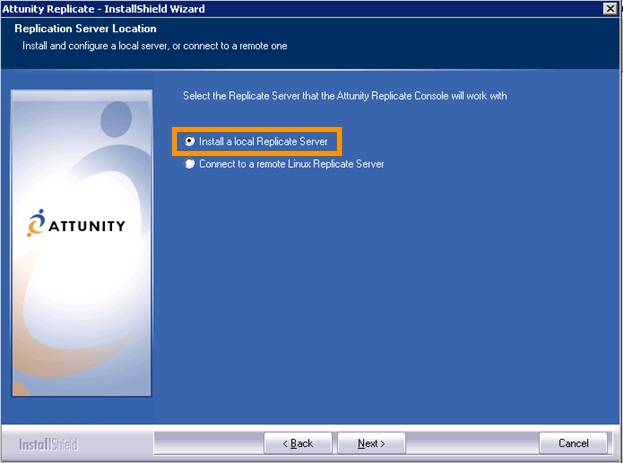 Attunity Replicate - InstallShield Wizard
Replication Server Location
Install and configure a local server, or connect to a remote one
Select the Replicate Server that the Attunity Replicate Console will work with
Install a local Replicate Server
Connect to a remote Linux Replicate Server
ATTUNITY
InstallShield
< Back
Next >
Cancel